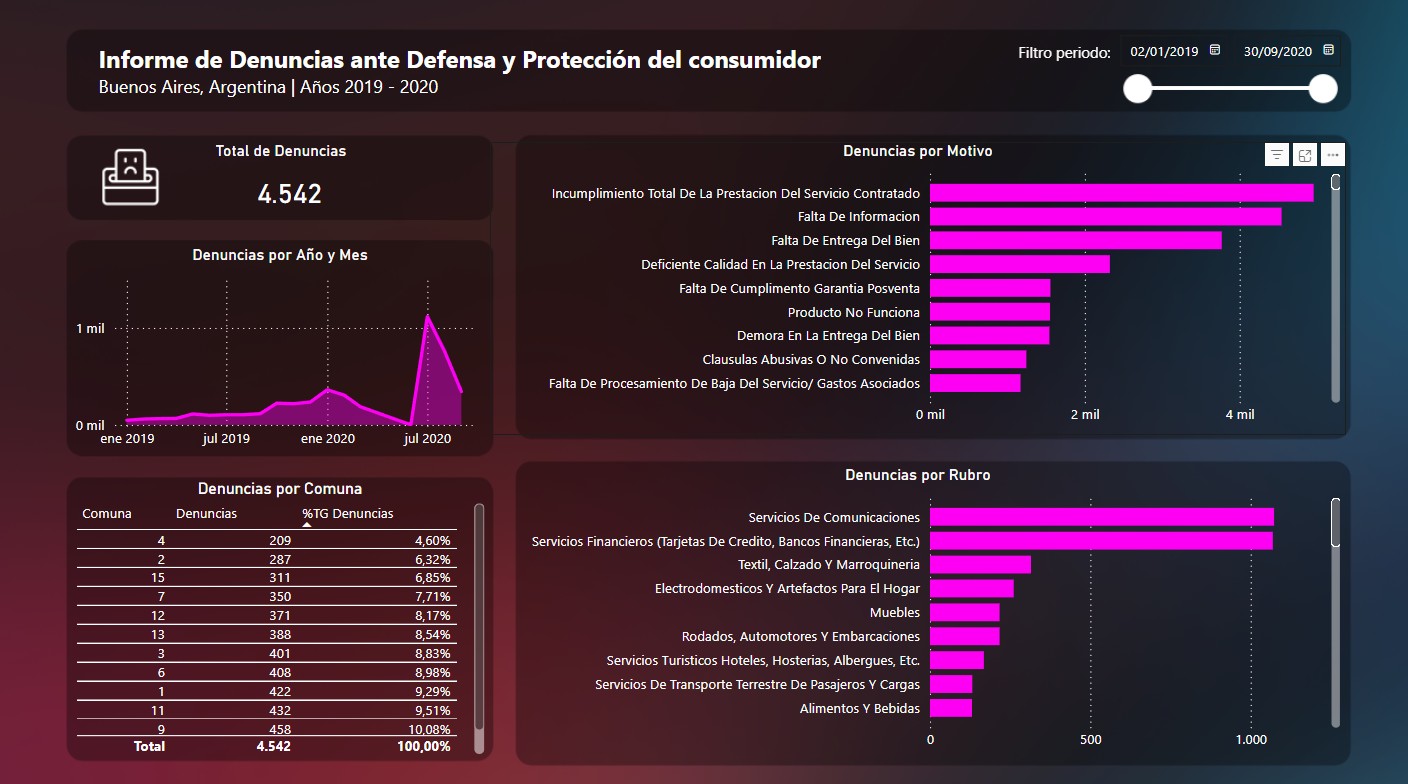 Informe de Denuncias ante Defensa y Protección del consumidor
Buenos Aires, Argentina | Años 2019 - 2020
Filtro periodo: 02/01/2019 30/09/2020
Total de Denuncias
4.542
Denuncias por Año y Mes
1 mil
0 mil
ene 2019 jul 2019 ene 2020 jul 2020
Denuncias por Comuna
Comuna Denuncias %TG Denuncias
4 209 4,60%
2 287 6,32%
15 311 6,85%
7 350 7,71%
12 371 8,17%
13 388 8,54%
3 401 8,83%
6 408 8,98%
1 422 9,29%
11 432 9,51%
9 458 10,08%
Total 4.542 100,00%
Denuncias por Motivo
Incumplimiento Total De La Prestacion Del Servicio Contratado
Falta De Informacion
Falta De Entrega Del Bien
Deficiente Calidad En La Prestacion Del Servicio
Falta De Cumplimento Garantia Posventa
Producto No Funciona
Demora En La Entrega Del Bien
Clausulas Abusivas O No Convenidas
Falta De Procesamiento De Baja Del Servicio/ Gastos Asociados
0 mil 2 mil 4 mil
Denuncias por Rubro
Servicios De Comunicaciones
Servicios Financieros (Tarjetas De Credito, Bancos Financieras, Etc.)
Textil, Calzado Y Marroquineria
Electrodomesticos Y Artefactos Para El Hogar
Muebles
Rodados, Automotores Y Embarcaciones
Servicios Turisticos Hoteles, Hosterias, Albergues, Etc.
Servicios De Transporte Terrestre De Pasajeros Y Cargas
Alimentos Y Bebidas
0 500 1.000